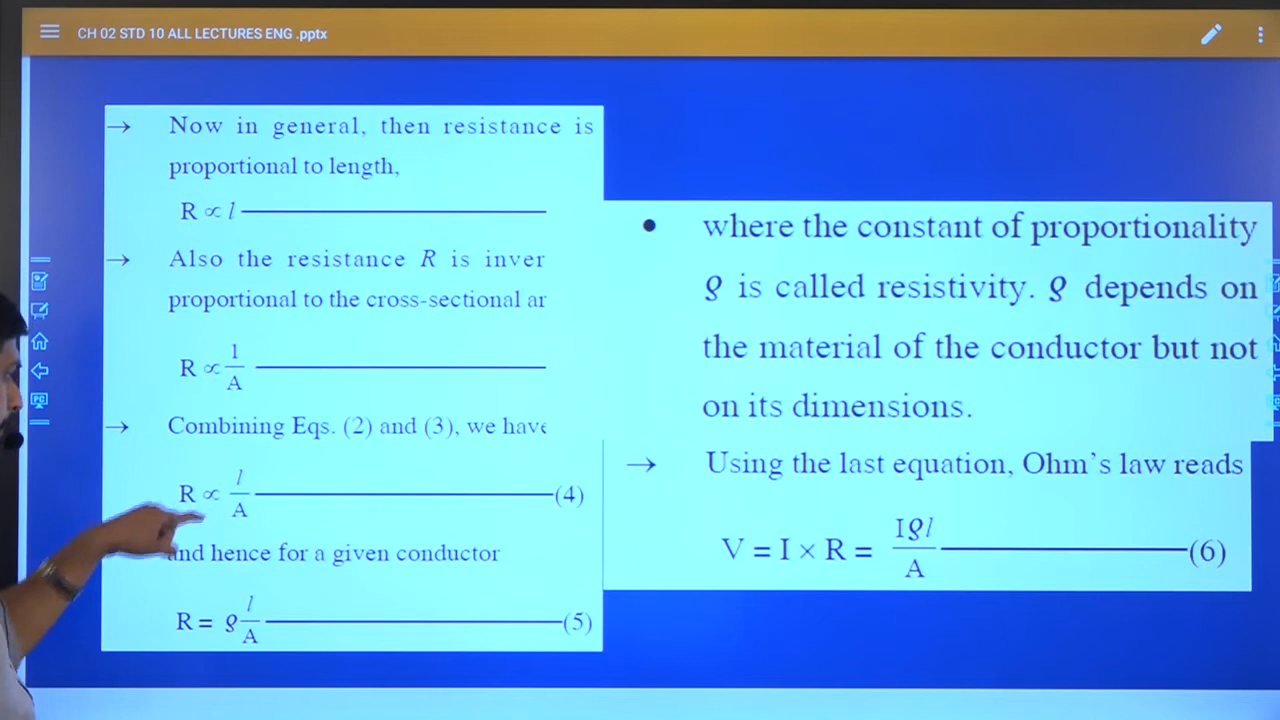 CH 02 STD 10 ALL LECTURES ENG .pptx
→ Now in general, then resistance is
proportional to length,
R ∝ l
→ Also the resistance R is inver
proportional to the cross-sectional ar
R ∝ 1/A
→ Combining Eqs. (2) and (3), we have
R ∝ l/A (4)
and hence for a given conductor
R = ϱ l/A (5)
• where the constant of proportionality
ϱ is called resistivity. ϱ depends on
the material of the conductor but not
on its dimensions.
→ Using the last equation, Ohm's law reads
V = I × R = Iϱl/A (6)
PC